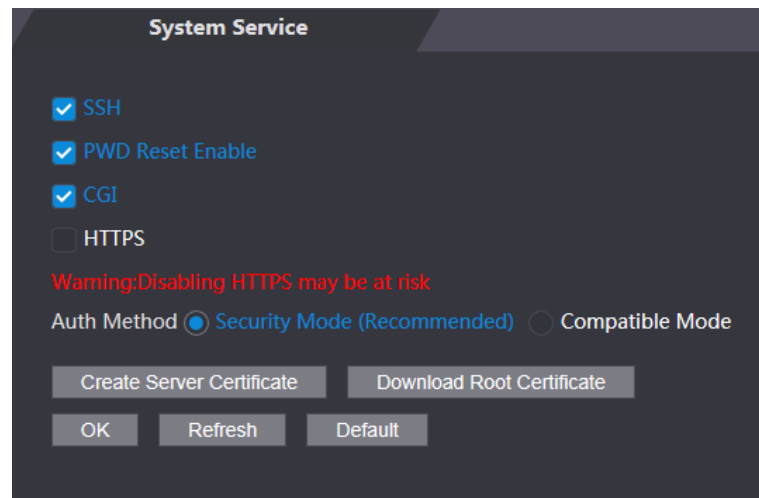 System Service
SSH
PWD Reset Enable
CGI
HTTPS
Warning:Disabling HTTPS may be at risk
Auth Method Security Mode (Recommended) Compatible Mode
Create Server Certificate Download Root Certificate
OK Refresh Default